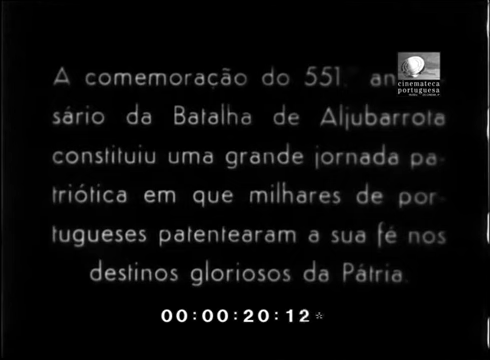 A comemoração do 551.
sário da Batalha de Aljubarrota
constituiu uma grande jornada pa-
triótica em que milhares de por-
tugueses patentearam a sua fé nos
destinos gloriosos da Pátria.
cinemateca
portuguesa
00:00:20:12*